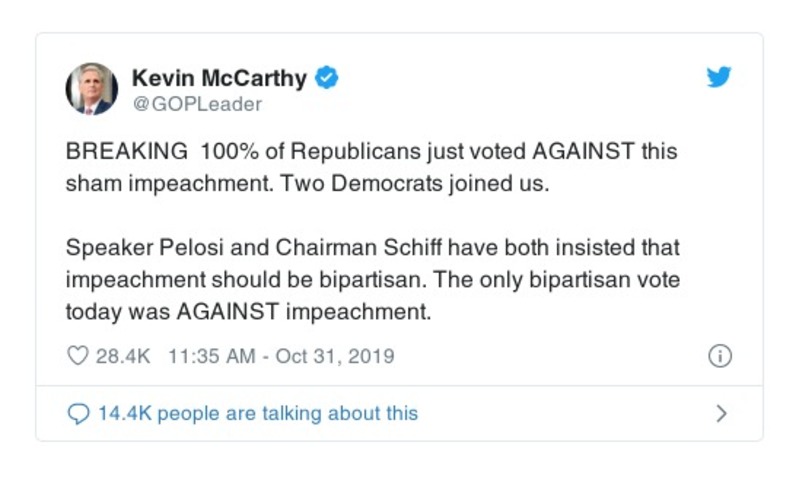 Kevin McCarthy
@GOPLeader
BREAKING  100% of Republicans just voted AGAINST this
sham impeachment. Two Democrats joined us.
Speaker Pelosi and Chairman Schiff have both insisted that
impeachment should be bipartisan. The only bipartisan vote
today was AGAINST impeachment.
28.4K  11:35 AM - Oct 31, 2019
14.4K people are talking about this